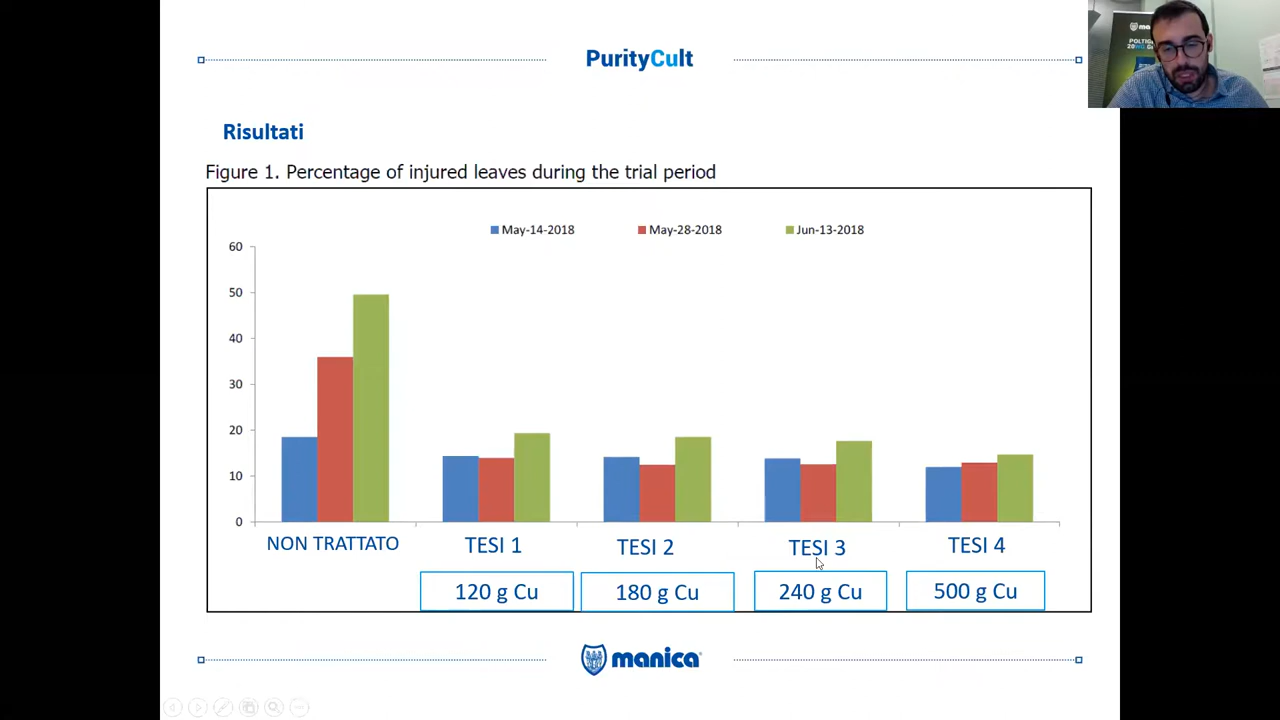 PurityCult
Risultati
Figure 1. Percentage of injured leaves during the trial period
May-14-2018 May-28-2018 Jun-13-2018
60
50
40
30
20
10
0
NON TRATTATO TESI 1 TESI 2 TESI 3 TESI 4
120 g Cu 180 g Cu 240 g Cu 500 g Cu
manica